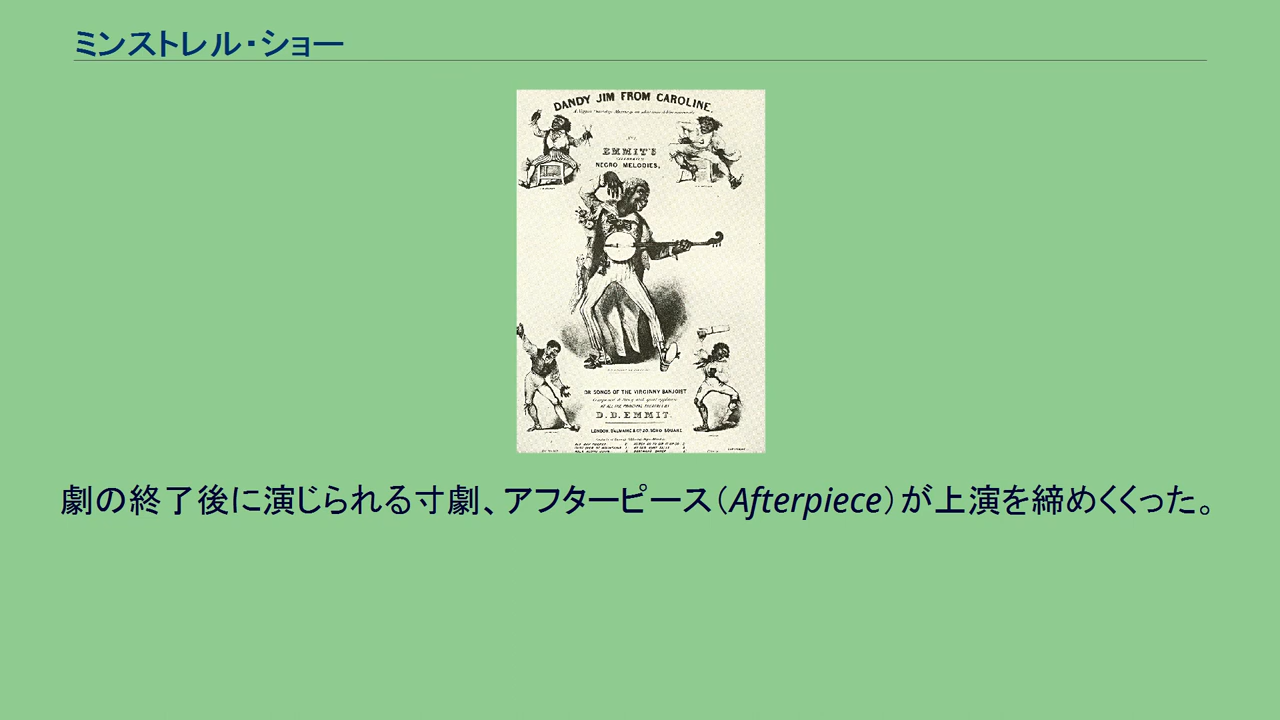 ミンストレル・ショー
DANDY JIM FROM CAROLINE.
EMMIT'S
NEGRO MELODIES.
OR SONGS OF THE VIRGINNY BANJOIST
D.D. EMMIT.
劇の終了後に演じられる寸劇、アフターピース(Afterpiece)が上演を締めくくった。